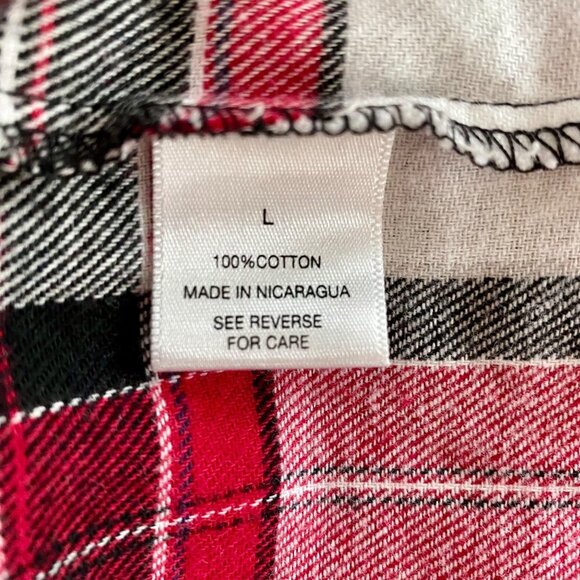 L
100%COTTON
MADE IN NICARAGUA
SEE REVERSE
FOR CARE